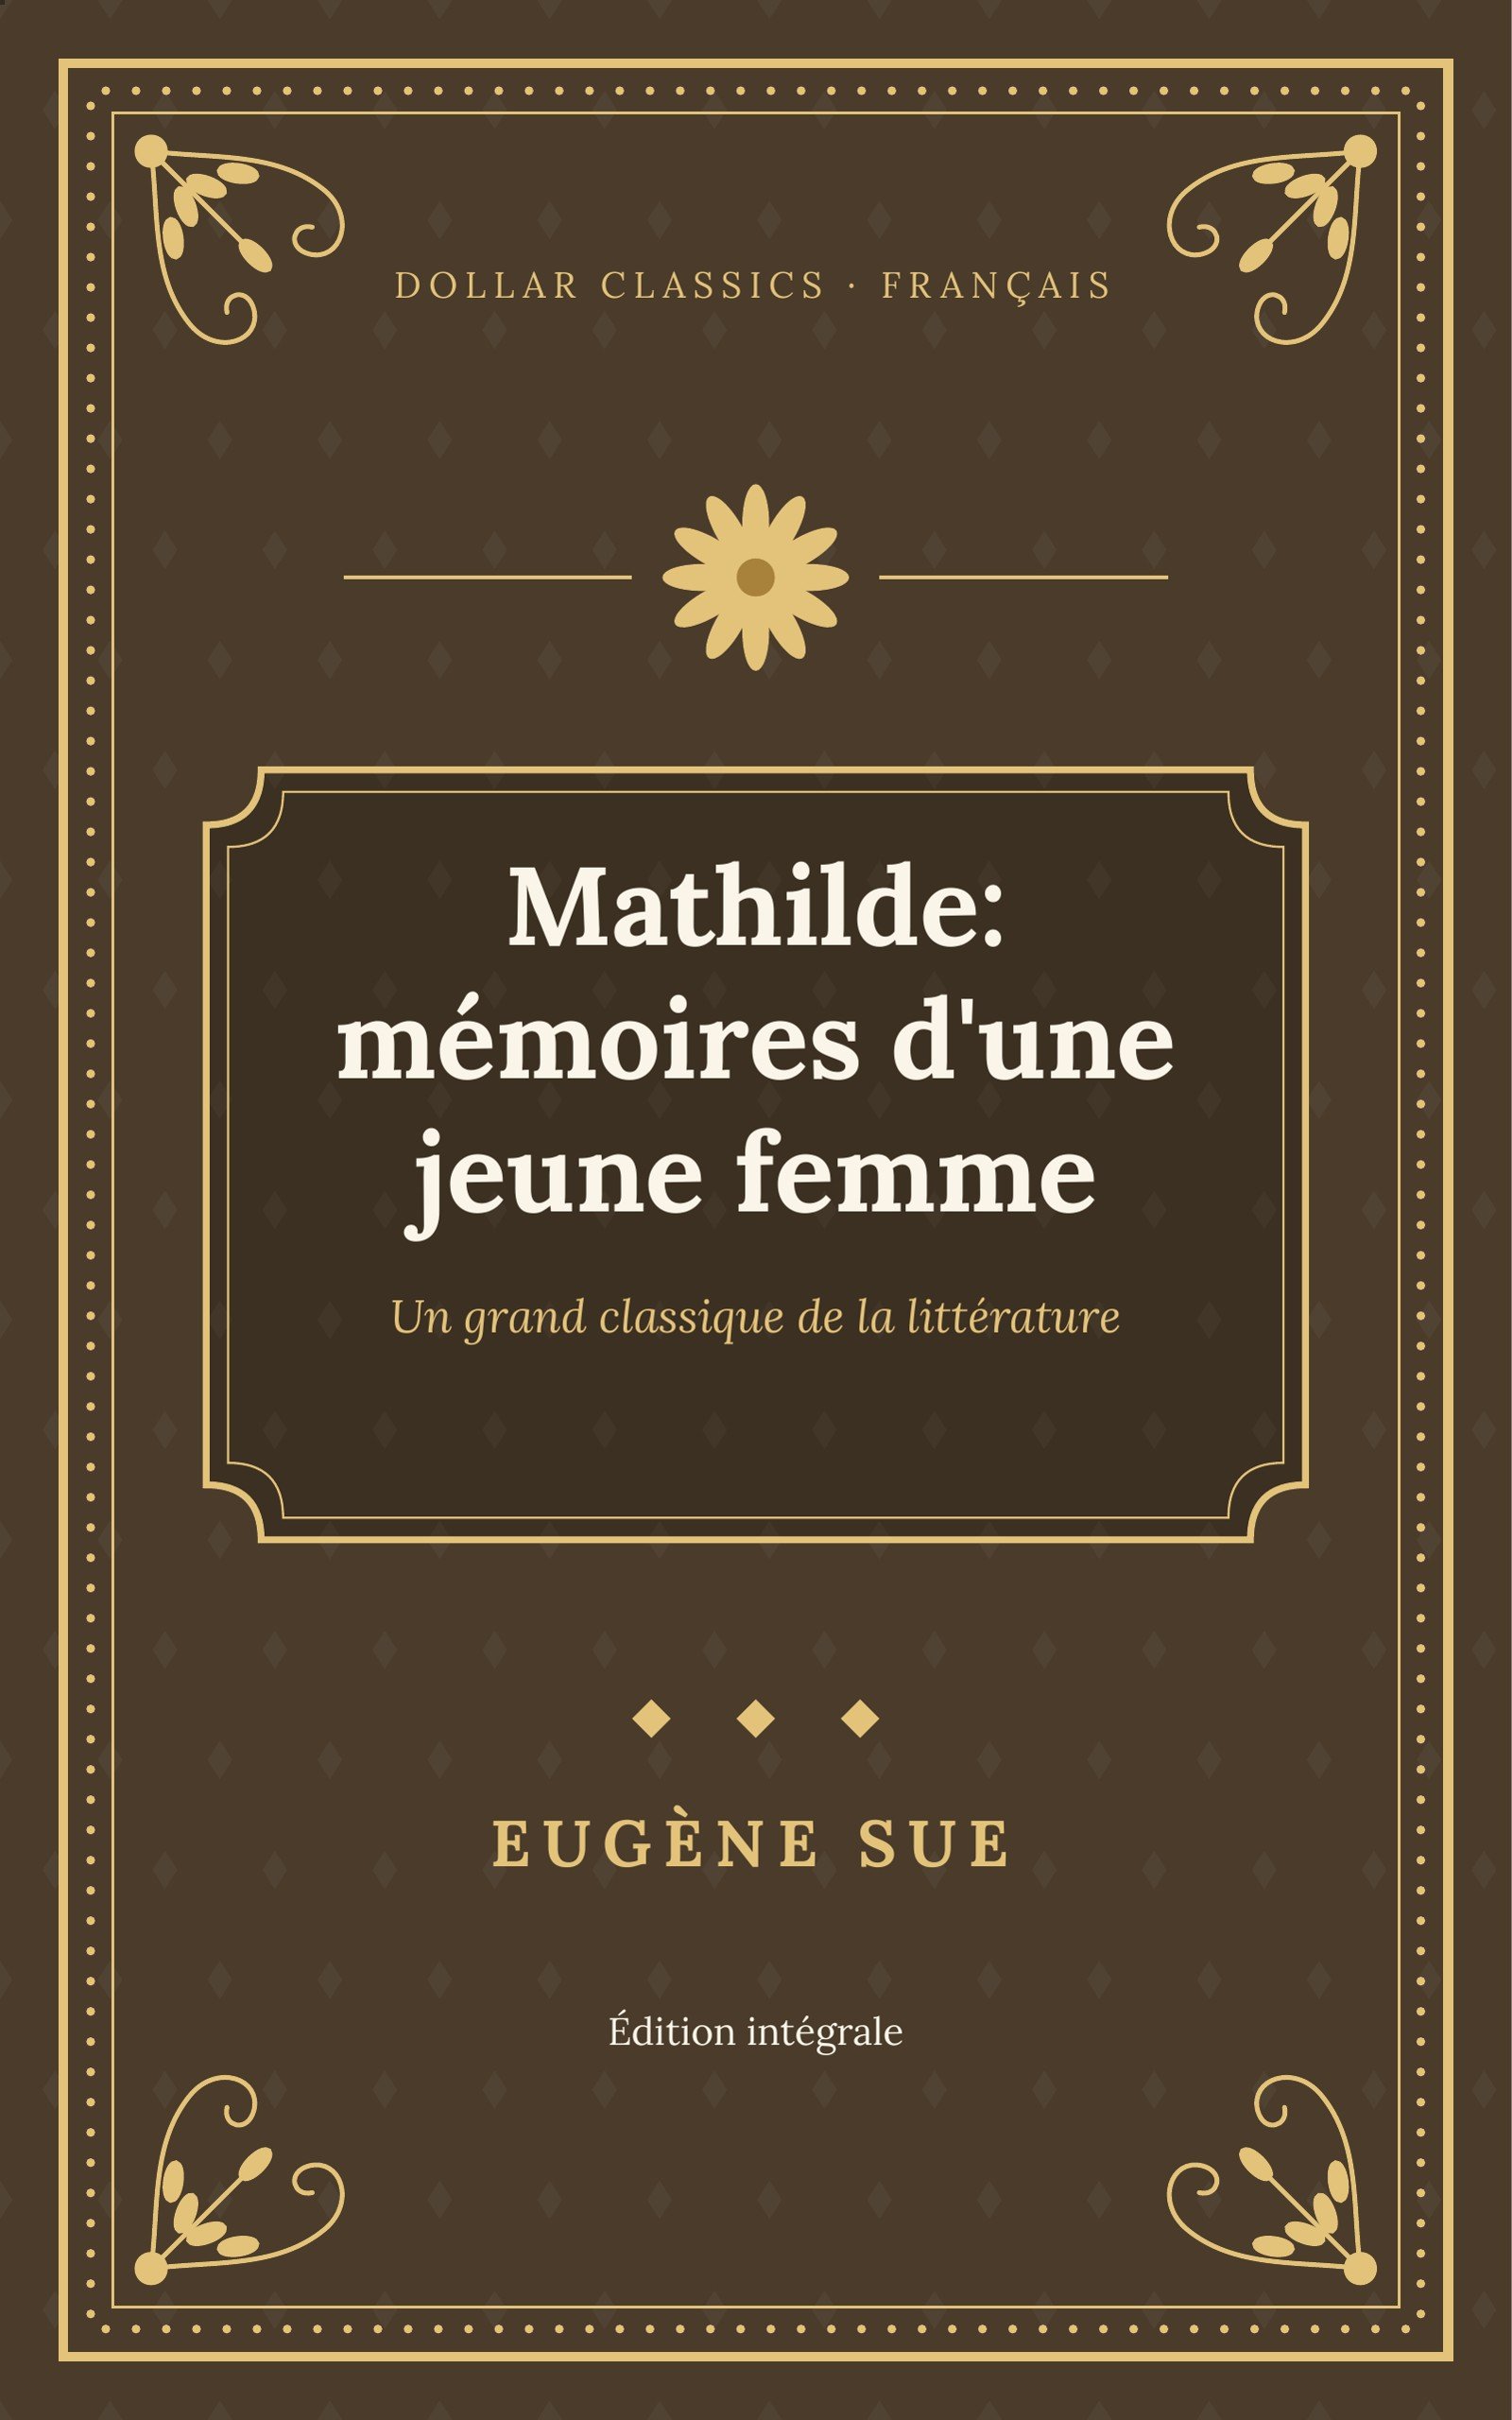 DOLLAR CLASSICS · FRANÇAIS
Mathilde:
mémoires d'une
jeune femme
Un grand classique de la littérature
EUGÈNE SUE
Édition intégrale